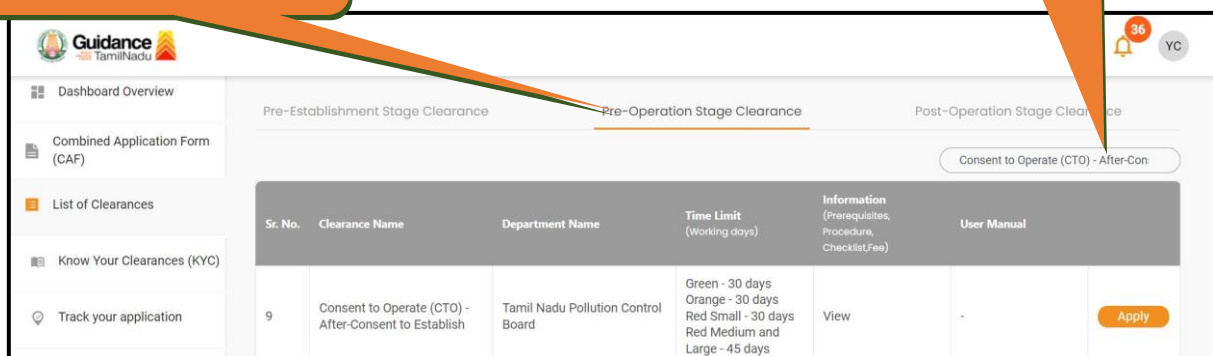 Guidance
TamilNadu
36
YC
Dashboard Overview
Combined Application Form
(CAF)
List of Clearances
Know Your Clearances (KYC)
Track your application
Pre-Establishment Stage Clearance
Pre-Operation Stage Clearance
Post-Operation Stage Clearance
Consent to Operate (CTO) - After-Con
Sr. No.
Clearance Name
Department Name
Time Limit
(Working days)
Information
(Prerequisites,
Procedure,
Checklist,Fee)
User Manual
9
Consent to Operate (CTO) -
After-Consent to Establish
Tamil Nadu Pollution Control
Board
Green - 30 days
Orange - 30 days
Red Small - 30 days
Red Medium and
Large - 45 days
View
-
Apply